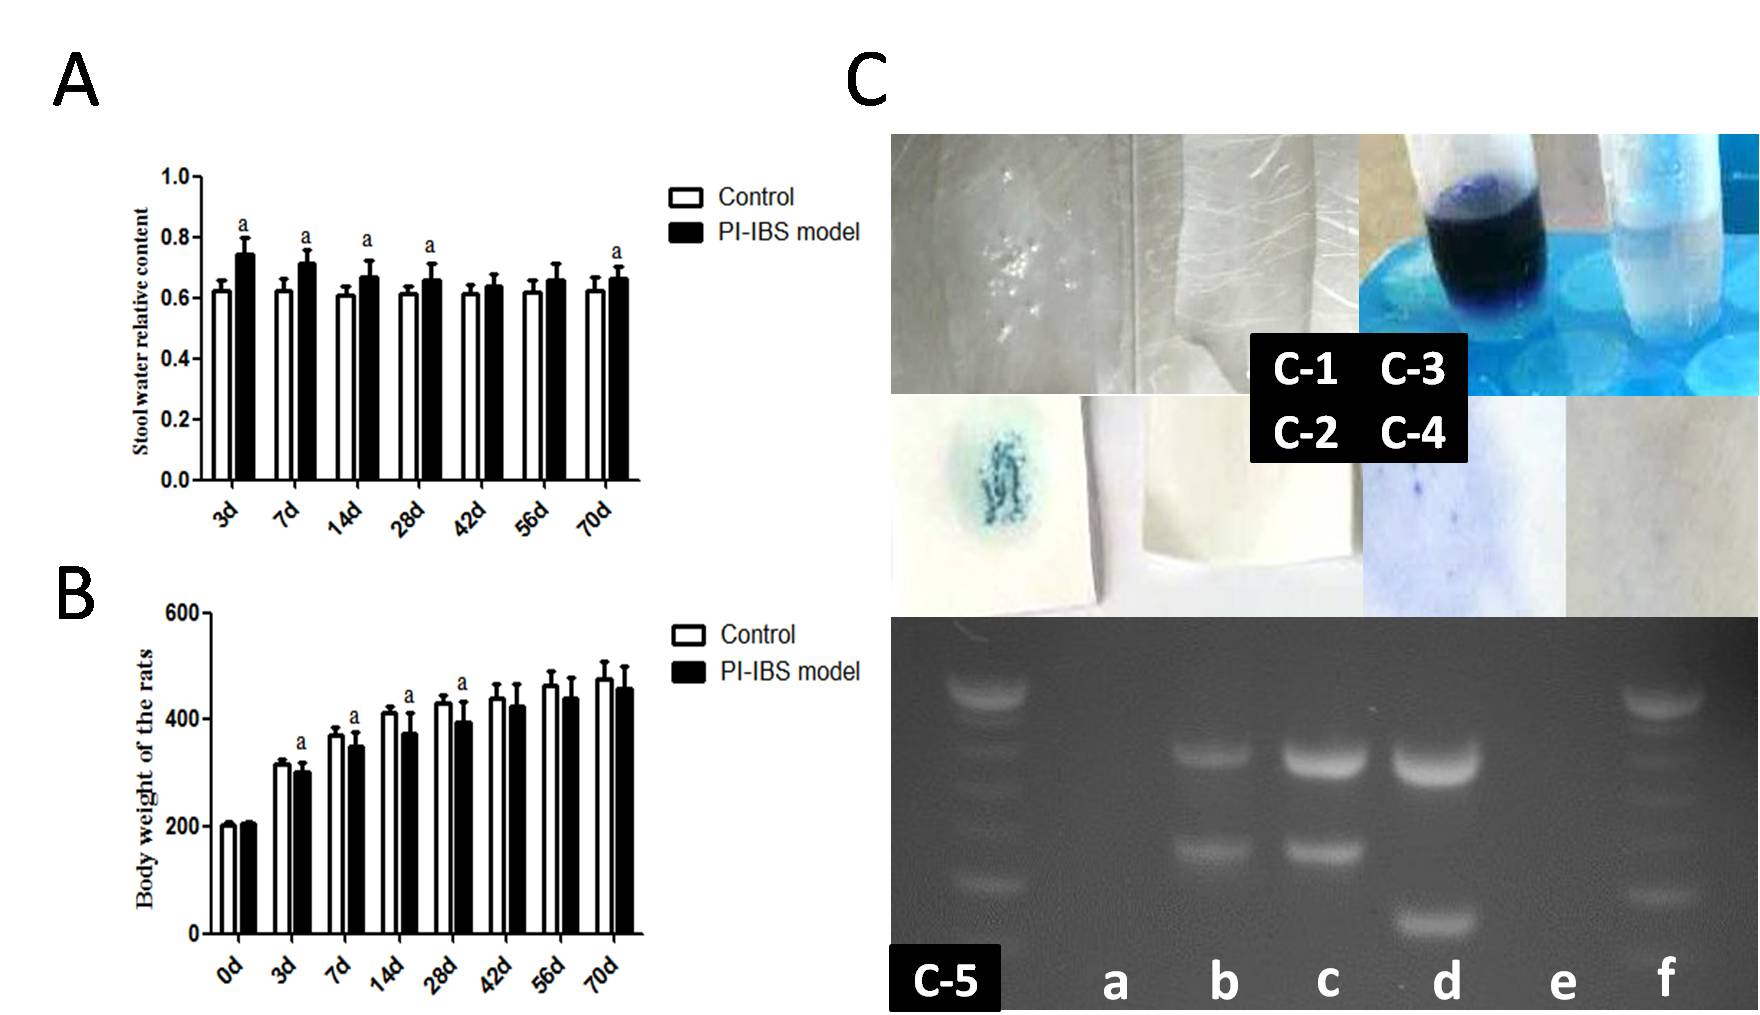 A
1.0
0.8
0.6
0.4
0.2
0.0
Stool water relative content
a
a
a
a
a
3d
7d
14d
28d
42d
56d
70d
Control
PI-IBS model
B
600
400
200
0
Body weight of the rats
a
a
a
a
0d
3d
7d
14d
28d
42d
56d
70d
Control
PI-IBS model
C
C-1 C-3
C-2 C-4
C-5 a b c d e f